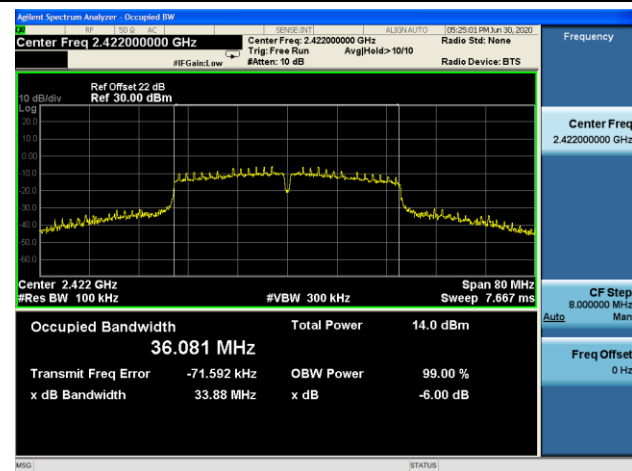 Agilent Spectrum Analyzer - Occupied BW
RF 50 Ω AC SENSE:INT ALIGN AUTO 05:25:01 PM Jun 30, 2020
Center Freq 2.422000000 GHz Center Freq: 2.422000000 GHz Radio Std: None
Trig: Free Run Avg|Hold:> 10/10
#IFGain:Low #Atten: 10 dB Radio Device: BTS
Ref Offset 22 dB
10 dB/div Ref 30.00 dBm
Log
20.0
10.0
0.00
-10.0
-20.0
-30.0
-40.0
-50.0
-60.0
Center 2.422 GHz Span 80 MHz
#Res BW 100 kHz #VBW 300 kHz Sweep 7.667 ms
Occupied Bandwidth Total Power 14.0 dBm
36.081 MHz
Transmit Freq Error -71.592 kHz OBW Power 99.00 %
x dB Bandwidth 33.88 MHz x dB -6.00 dB
MSG STATUS
Frequency
Center Freq
2.422000000 GHz
CF Step
8.000000 MHz
Auto Man
Freq Offset
0 Hz